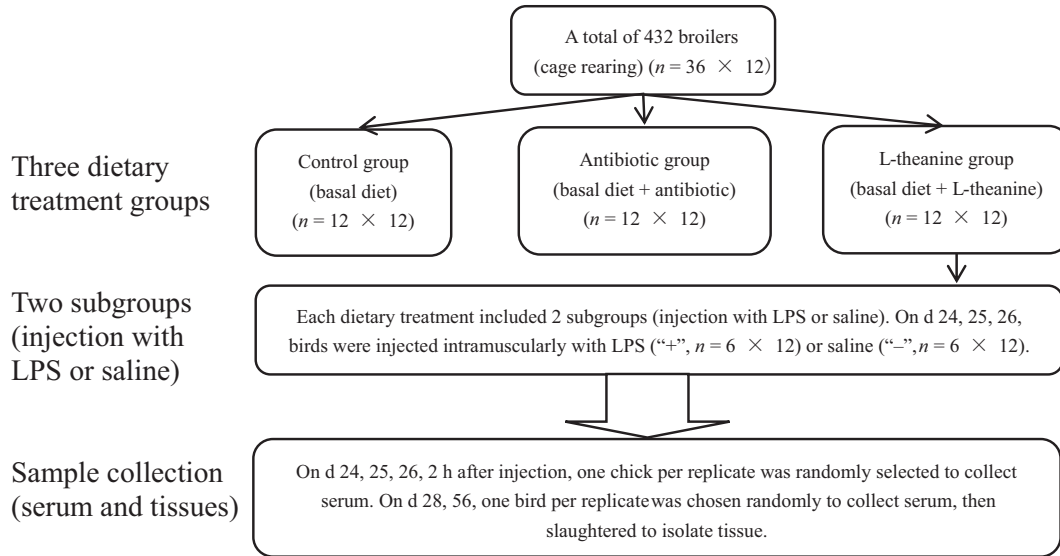 A total of 432 broilers
(cage rearing) (n = 36 × 12)
Three dietary
treatment groups
Control group
(basal diet)
(n = 12 × 12)
Antibiotic group
(basal diet + antibiotic)
(n = 12 × 12)
L-theanine group
(basal diet + L-theanine)
(n = 12 × 12)
Two subgroups
(injection with
LPS or saline)
Each dietary treatment included 2 subgroups (injection with LPS or saline). On d 24, 25, 26,
birds were injected intramuscularly with LPS (“+”, n = 6 × 12) or saline (“–”, n = 6 × 12).
Sample collection
(serum and tissues)
On d 24, 25, 26, 2 h after injection, one chick per replicate was randomly selected to collect
serum. On d 28, 56, one bird per replicate was chosen randomly to collect serum, then
slaughtered to isolate tissue.